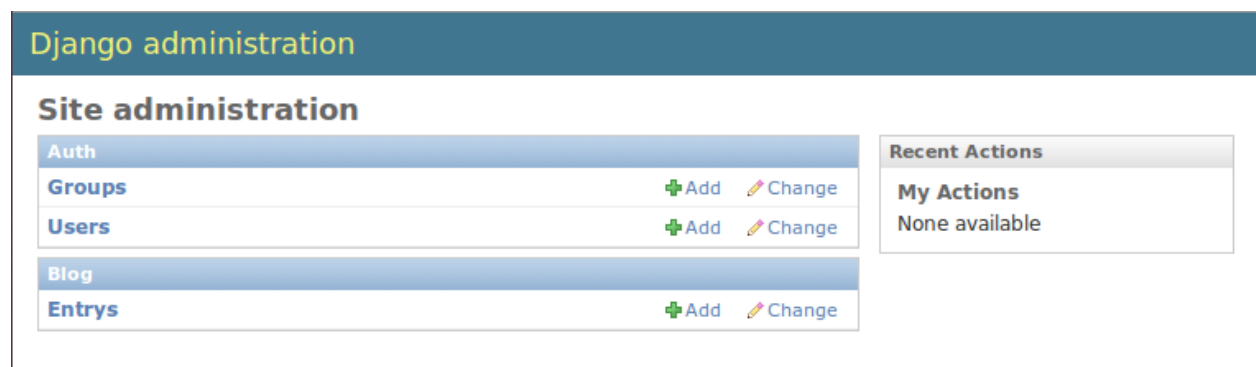 Django administration
Site administration
Auth
Groups Add Change
Users Add Change
Blog
Entrys Add Change
Recent Actions
My Actions
None available